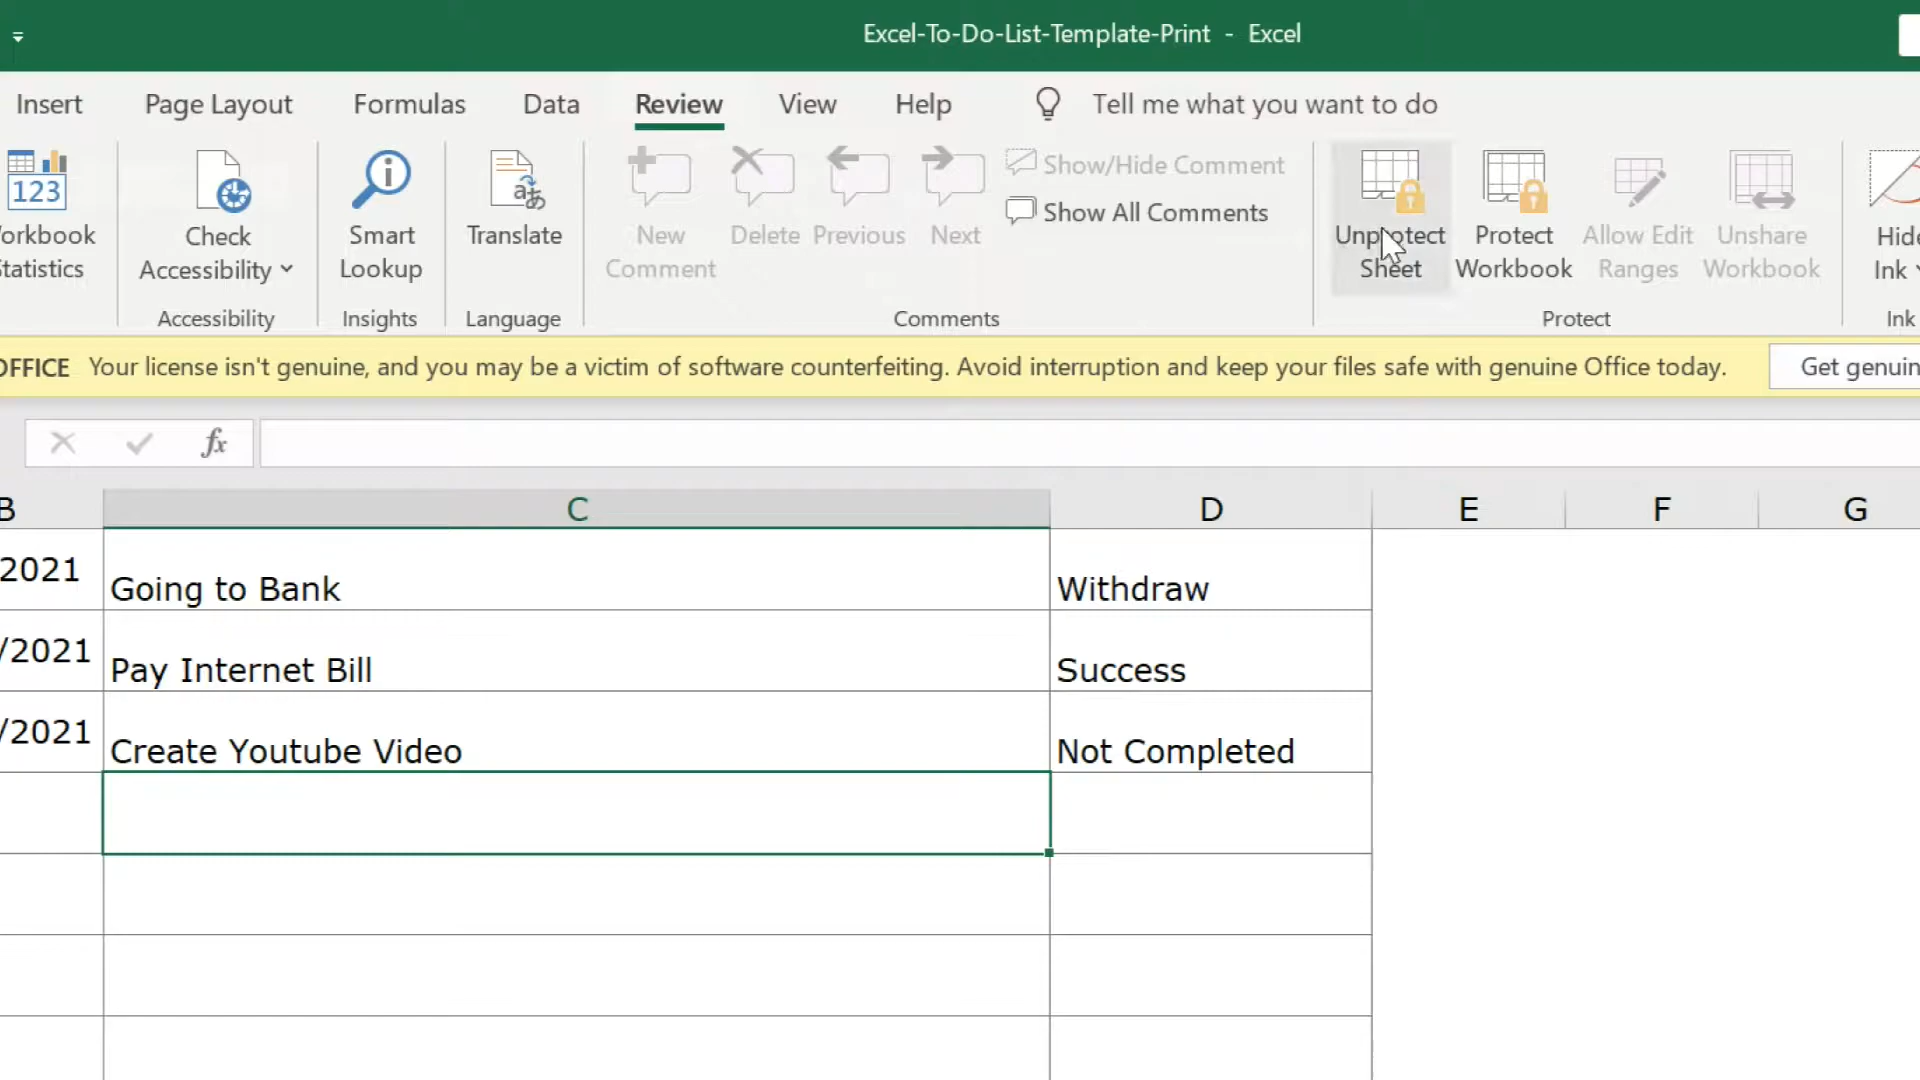 Excel-To-Do-List-Template-Print - Excel
Insert Page Layout Formulas Data Review View Help Tell me what you want to do
123
orkbook
tatistics
Check
Accessibility
Accessibility
Smart
Lookup
Insights
Translate
Language
New
Comment
Delete Previous Next
Show/Hide Comment
Show All Comments
Comments
Unprotect
Sheet
Protect
Workbook
Allow Edit
Ranges
Unshare
Workbook
Protect
Hide
Ink
Ink
OFFICE Your license isn't genuine, and you may be a victim of software counterfeiting. Avoid interruption and keep your files safe with genuine Office today. Get genuin
fx
B C D E F G
2021 Going to Bank Withdraw
/2021 Pay Internet Bill Success
/2021 Create Youtube Video Not Completed